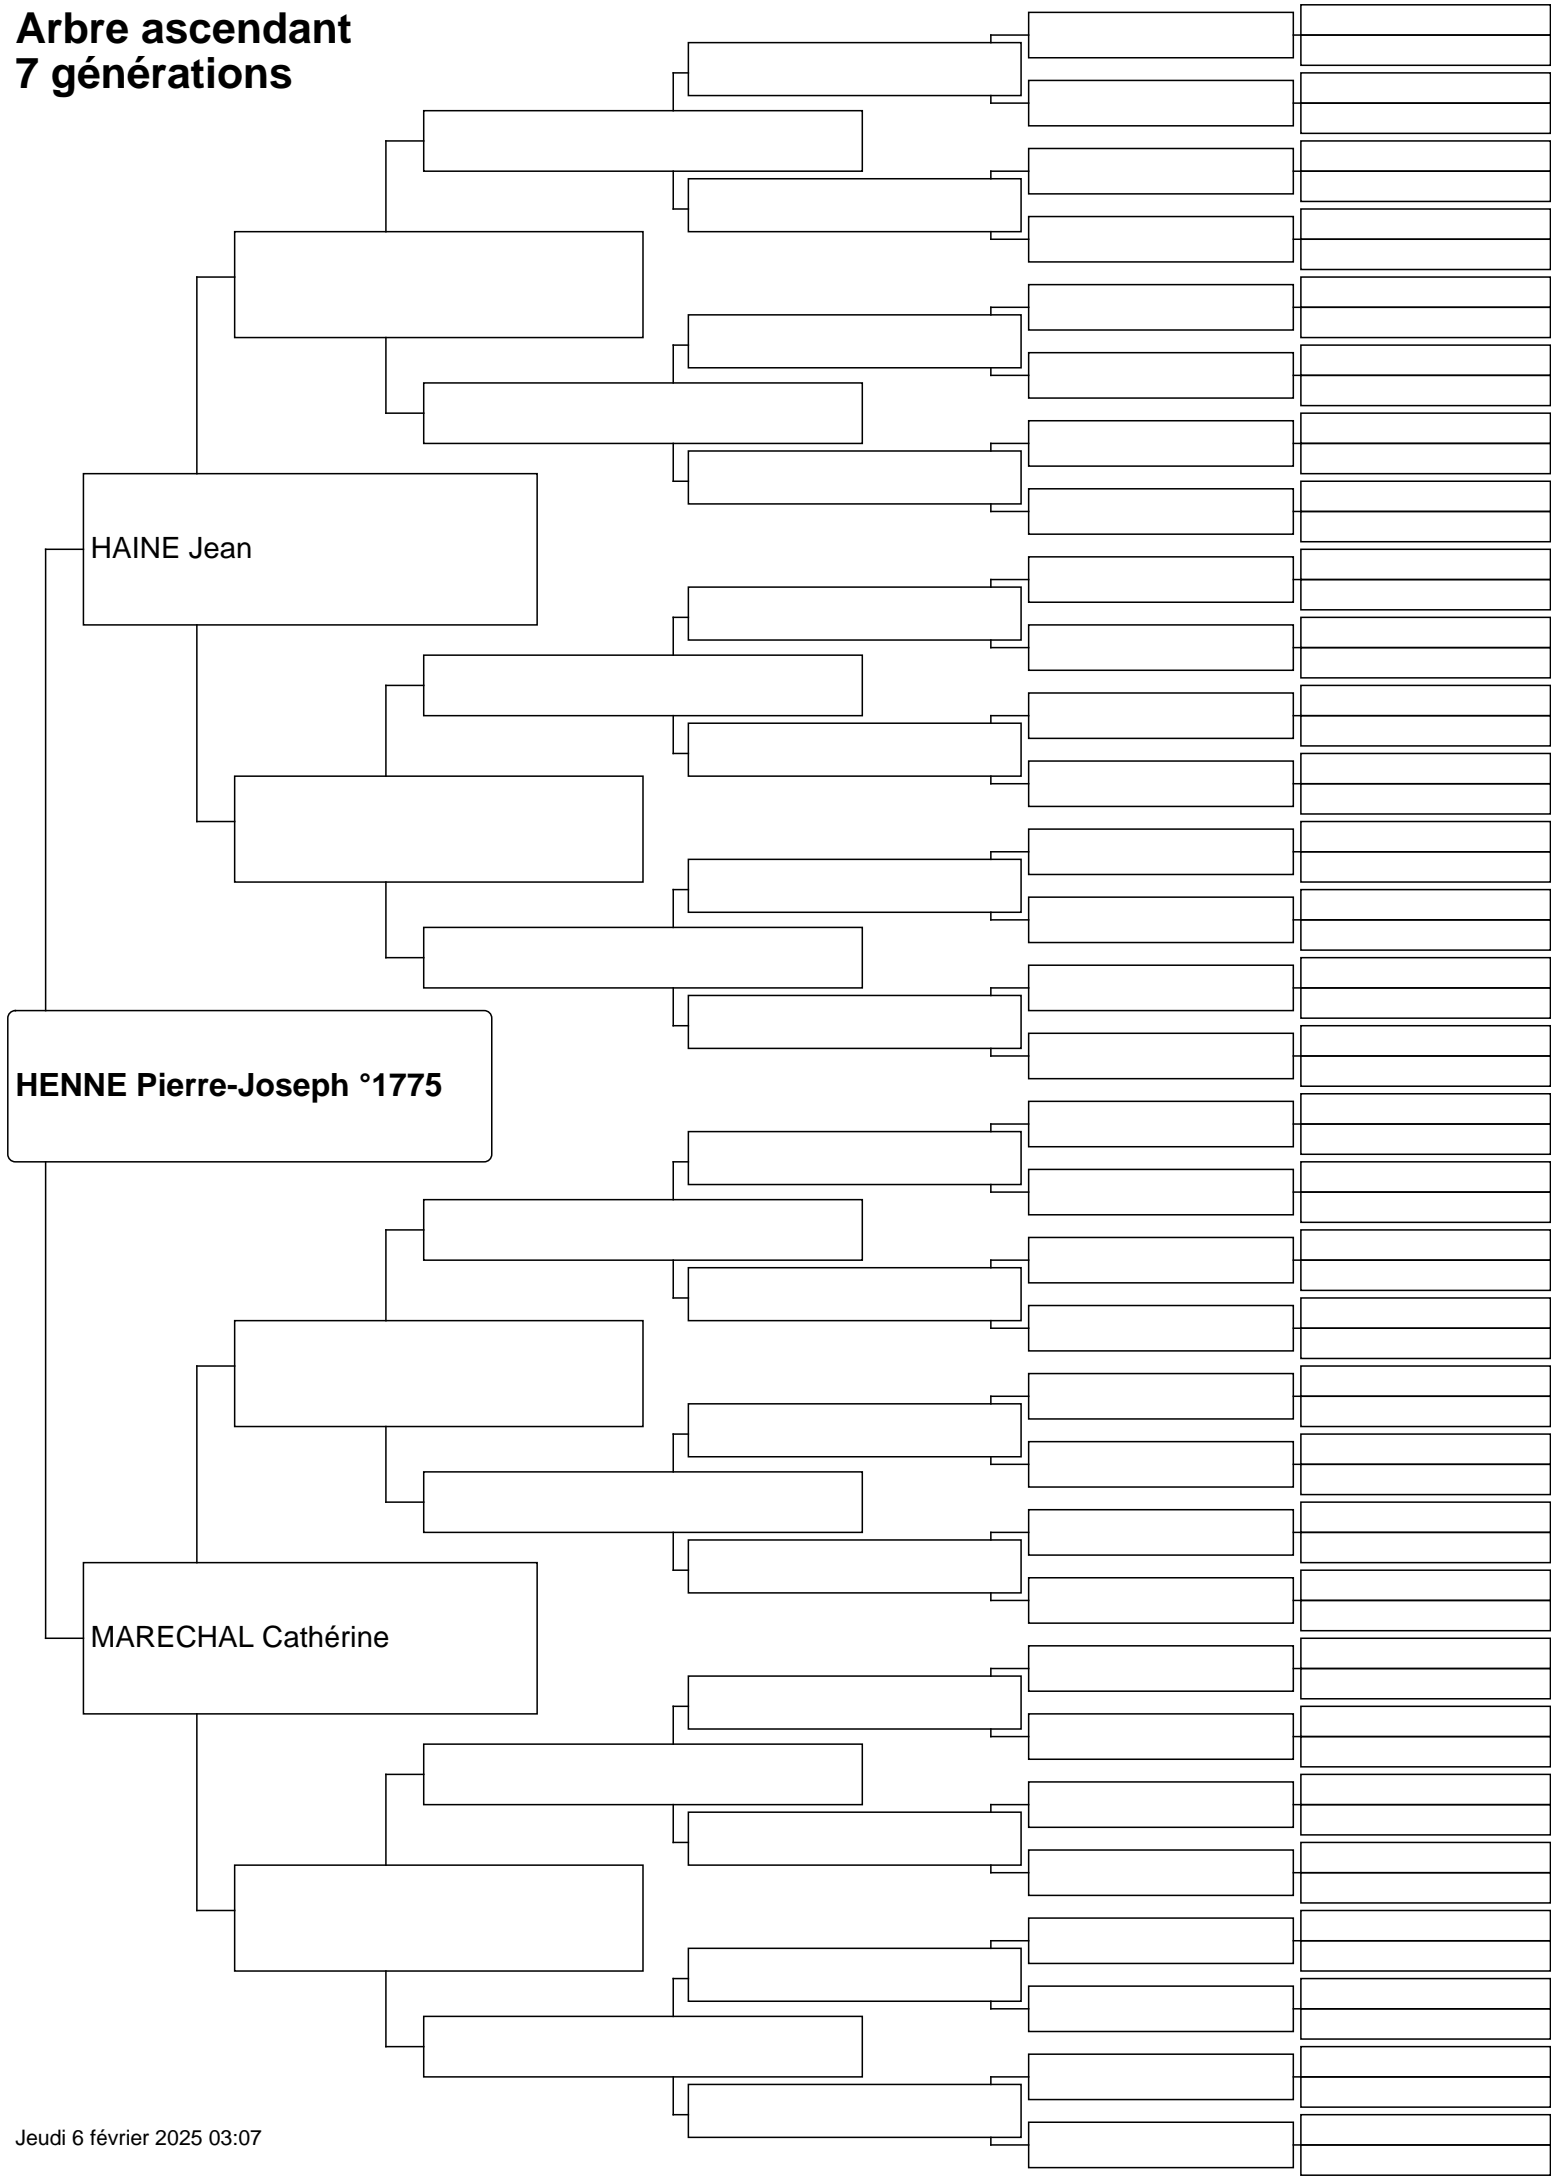 Arbre ascendant
7 générations
HAINE Jean
HENNE Pierre-Joseph °1775
MARECHAL Cathérine
Jeudi 6 février 2025 03:07